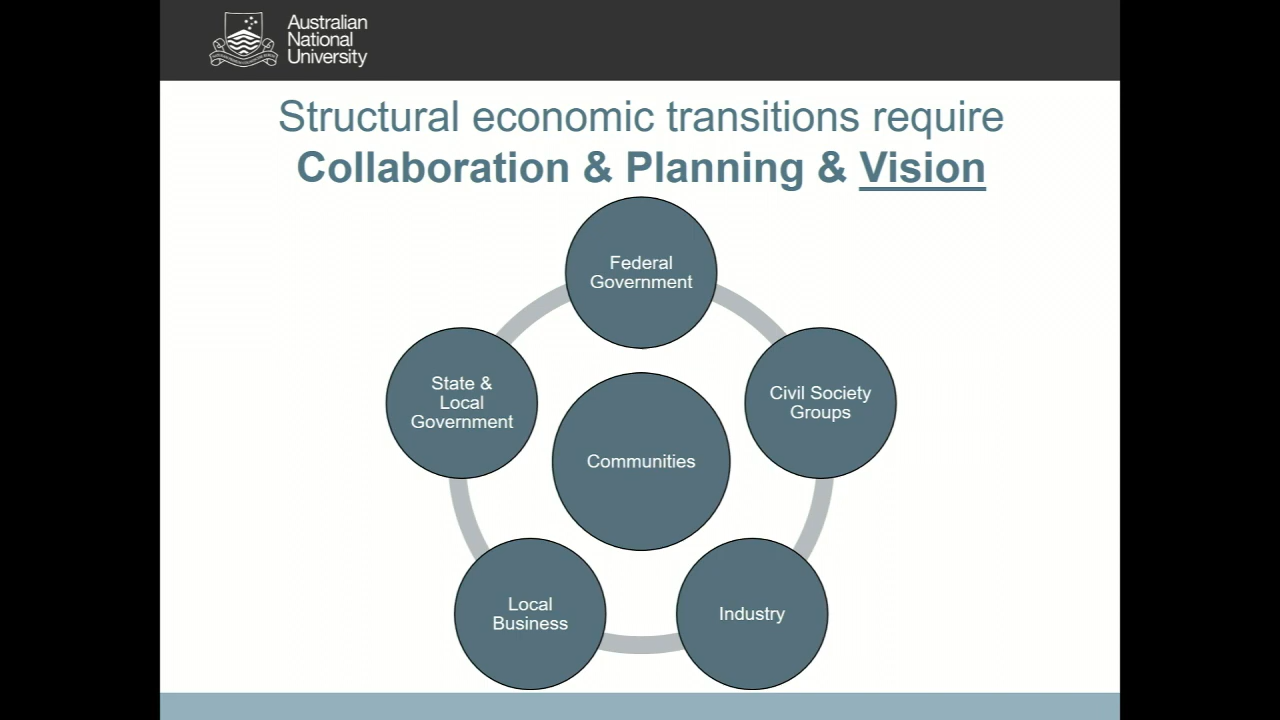 Australian
National
University
Structural economic transitions require
Collaboration & Planning & Vision
Federal
Government
State &
Local
Government
Civil Society
Groups
Communities
Local
Business
Industry